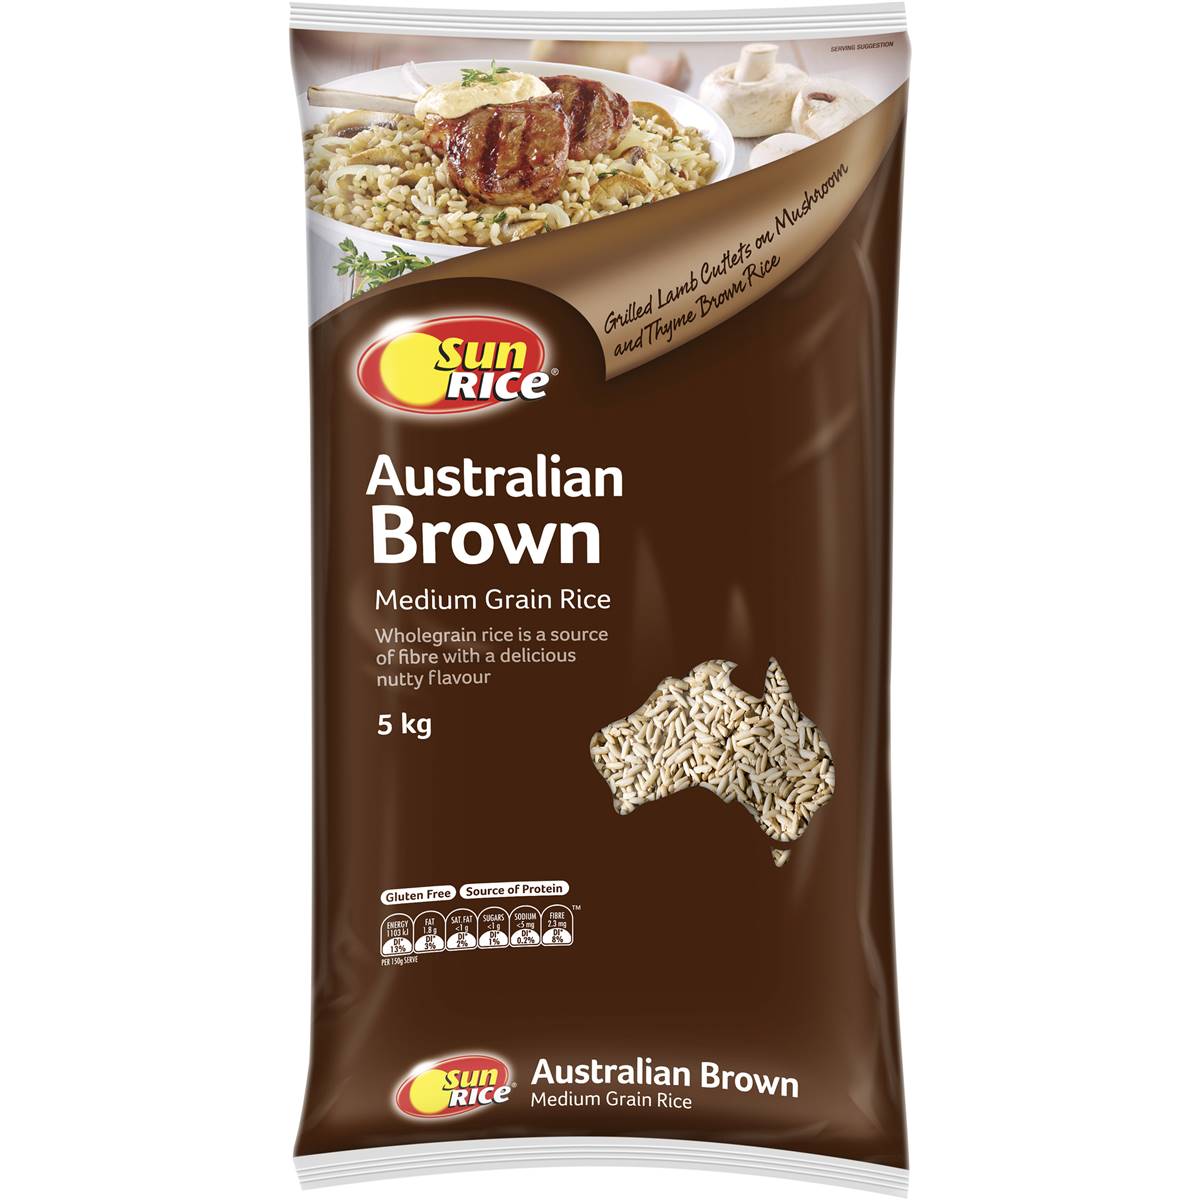 SERVING SUGGESTION
Grilled Lamb Cutlets on Mushroom
and Thyme Brown Rice
Sun
RICE®
Australian
Brown
Medium Grain Rice
Wholegrain rice is a source
of fibre with a delicious
nutty flavour
5 kg
Gluten Free Source of Protein
ENERGY 1103 kJ DI* 13%
FAT 1.8 g DI* 3%
SAT. FAT <1 g DI* 2%
SUGARS <1 g DI* 1%
SODIUM <5 mg DI* 0.2%
FIBRE 2.3 mg DI* 8%
™
PER 150g SERVE
Sun
RICE®
Australian Brown
Medium Grain Rice